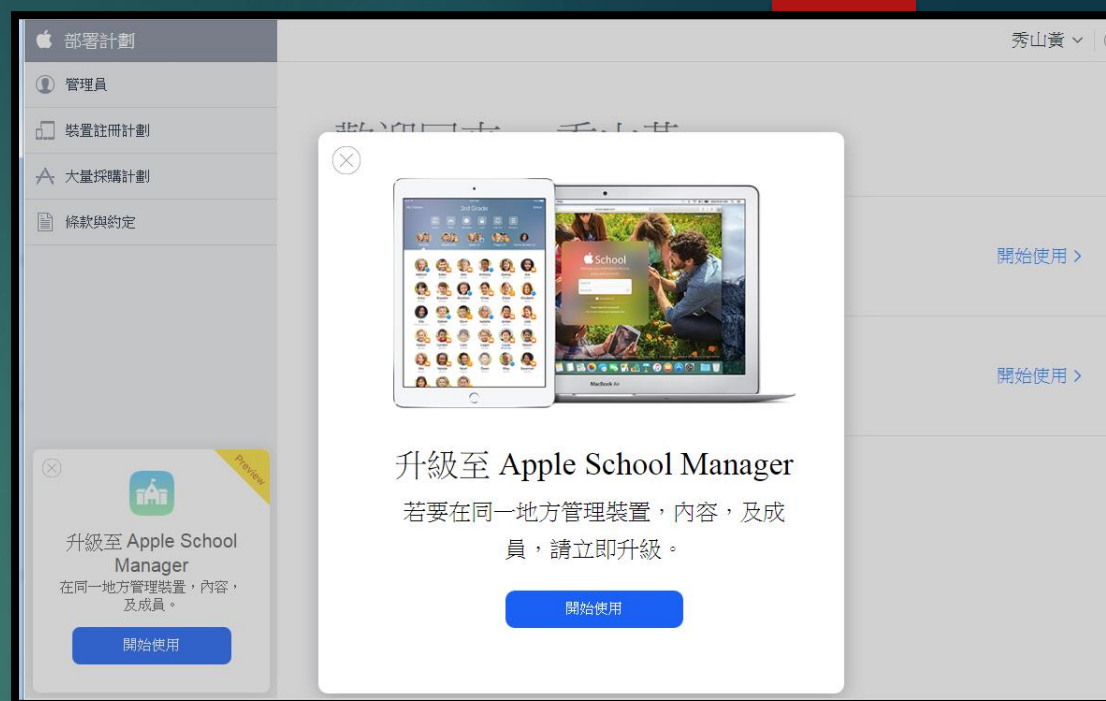 部署計劃
秀山黃
管理員
裝置註冊計劃
大量採購計劃
條款與約定
開始使用 >
開始使用 >
3rd Grade
School
MacBook Air
升級至 Apple School Manager
若要在同一地方管理裝置，內容，及成
員，請立即升級。
開始使用
Preview
升級至 Apple School
Manager
在同一地方管理裝置，內容，
及成員。
開始使用